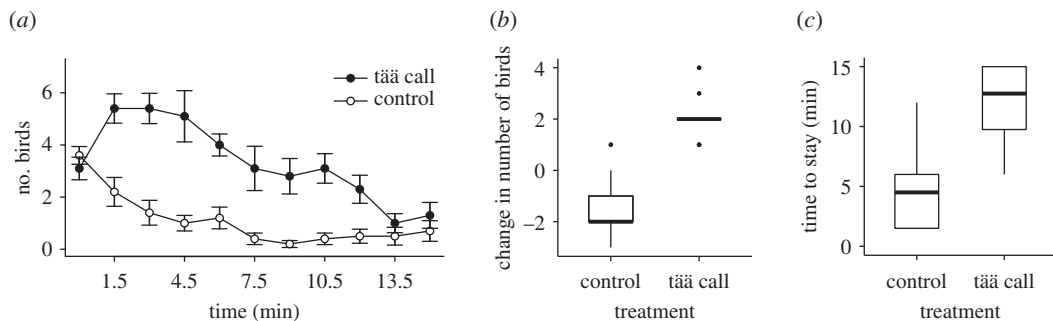 (a)
tää call
control
no. birds
6
4
2
0
1.5
4.5
7.5
10.5
13.5
time (min)
(b)
change in number of birds
4
2
0
−2
control
tää call
treatment
(c)
time to stay (min)
15
10
5
0
control
tää call
treatment